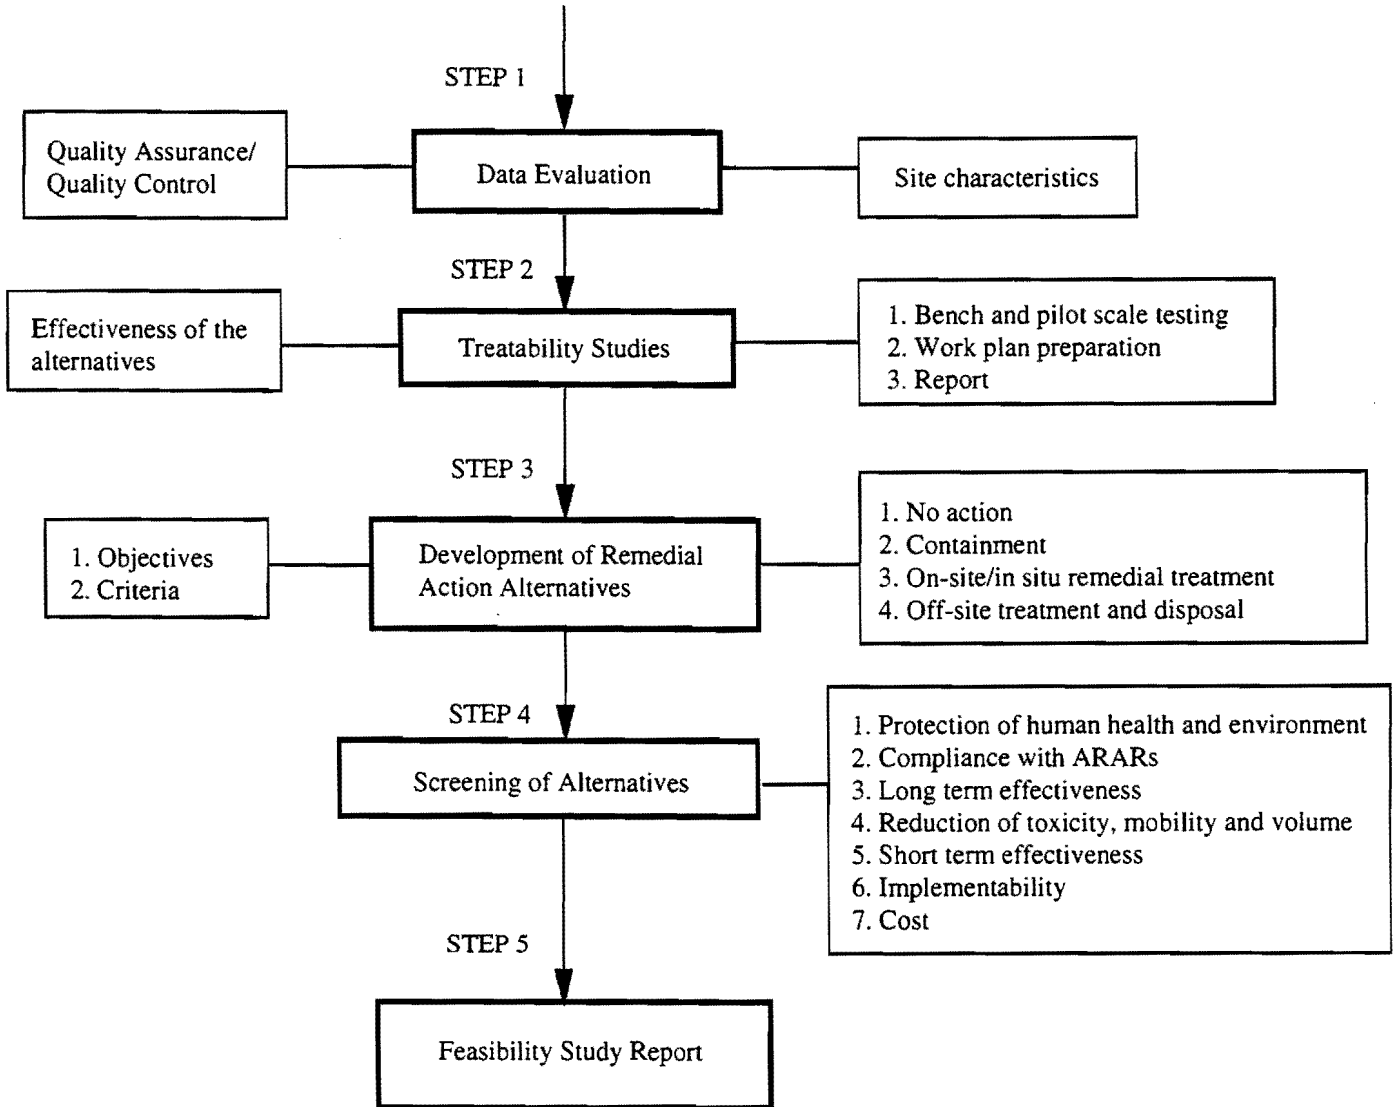 STEP 1
Quality Assurance/
Quality Control
Data Evaluation
Site characteristics
STEP 2
Effectiveness of the
alternatives
Treatability Studies
1. Bench and pilot scale testing
2. Work plan preparation
3. Report
STEP 3
1. Objectives
2. Criteria
Development of Remedial
Action Alternatives
1. No action
2. Containment
3. On-site/in situ remedial treatment
4. Off-site treatment and disposal
STEP 4
Screening of Alternatives
1. Protection of human health and environment
2. Compliance with ARARs
3. Long term effectiveness
4. Reduction of toxicity, mobility and volume
5. Short term effectiveness
6. Implementability
7. Cost
STEP 5
Feasibility Study Report